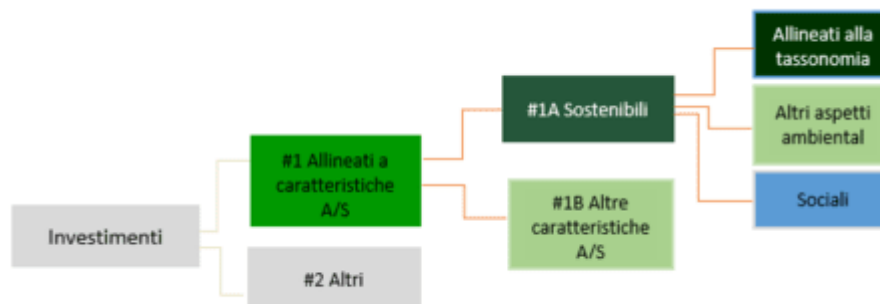 Investimenti
#1 Allineati a
caratteristiche
A/S
#2 Altri
#1A Sostenibili
#1B Altre
caratteristiche
A/S
Allineati alla
tassonomia
Altri aspetti
ambiental
Sociali